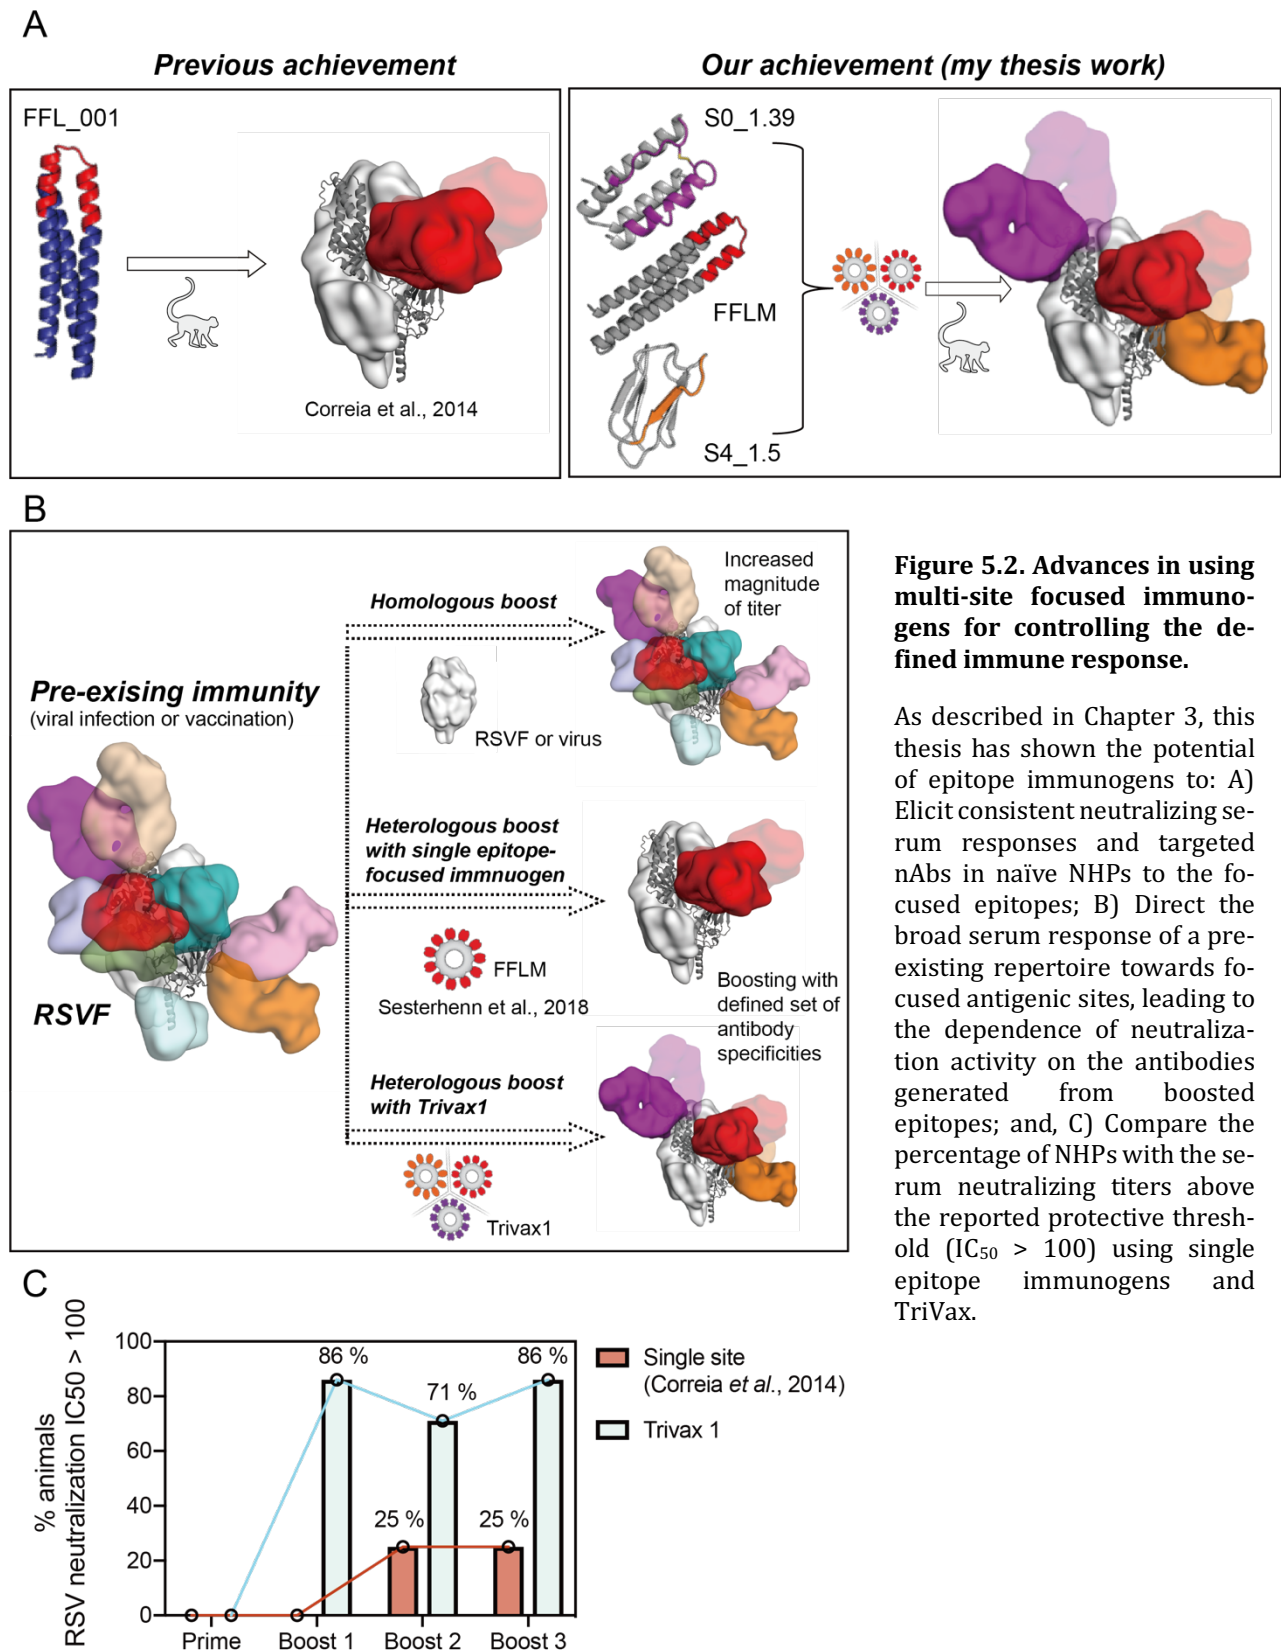 A
Previous achievement
FFL_001
Correia et al., 2014
Our achievement (my thesis work)
S0_1.39
FFLM
S4_1.5
B
Pre-exising immunity
(viral infection or vaccination)
RSVF
Homologous boost
RSVF or virus
Increased
magnitude
of titer
Heterologous boost
with single epitope-
focused immnuogen
FFLM
Sesterhenn et al., 2018
Boosting with
defined set of
antibody
specificities
Heterologous boost
with Trivax1
Trivax1
Figure 5.2. Advances in using
multi-site focused immuno-
gens for controlling the de-
fined immune response.
As described in Chapter 3, this
thesis has shown the potential
of epitope immunogens to: A)
Elicit consistent neutralizing se-
rum responses and targeted
nAbs in naïve NHPs to the fo-
cused epitopes; B) Direct the
broad serum response of a pre-
existing repertoire towards fo-
cused antigenic sites, leading to
the dependence of neutraliza-
tion activity on the antibodies
generated from boosted
epitopes; and, C) Compare the
percentage of NHPs with the se-
rum neutralizing titers above
the reported protective thresh-
old (IC50 > 100) using single
epitope immunogens and
TriVax.
C
% animals
RSV neutralization IC50 > 100
100
80
60
40
20
0
86 %
71 %
86 %
25 %
25 %
Prime
Boost 1
Boost 2
Boost 3
Single site
(Correia et al., 2014)
Trivax 1